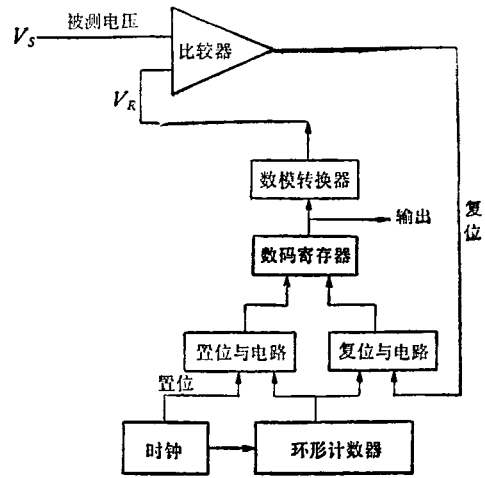 被测电压
V_S
比较器
V_R
数模转换器
输出
复位
数码寄存器
置位与电路
复位与电路
置位
时钟
环形计数器